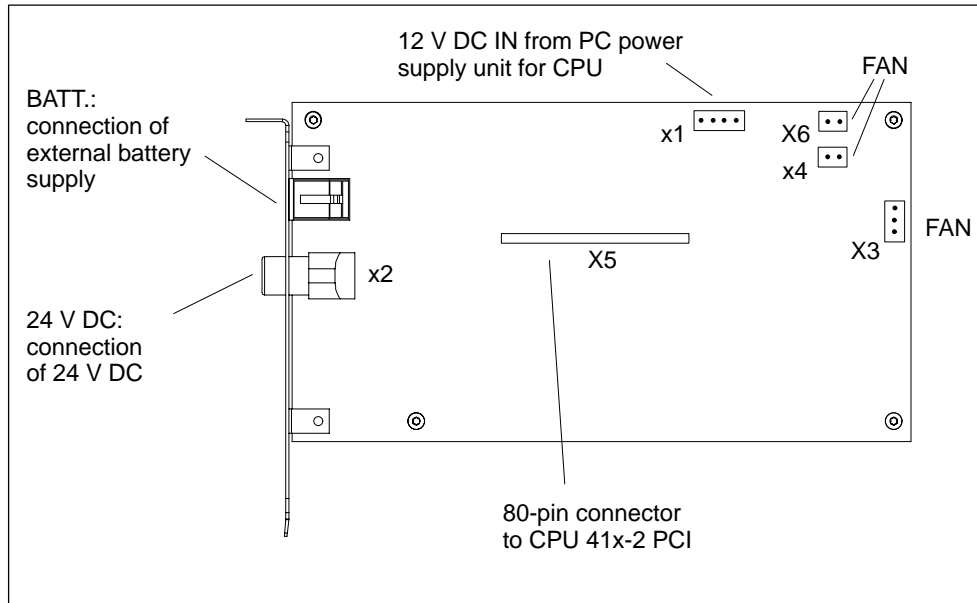 12 V DC IN from PC power
supply unit for CPU
FAN
BATT.:
connection of
external battery
supply
x1
X6
x4
X3
FAN
X5
x2
24 V DC:
connection
of 24 V DC
80-pin connector
to CPU 41x-2 PCI